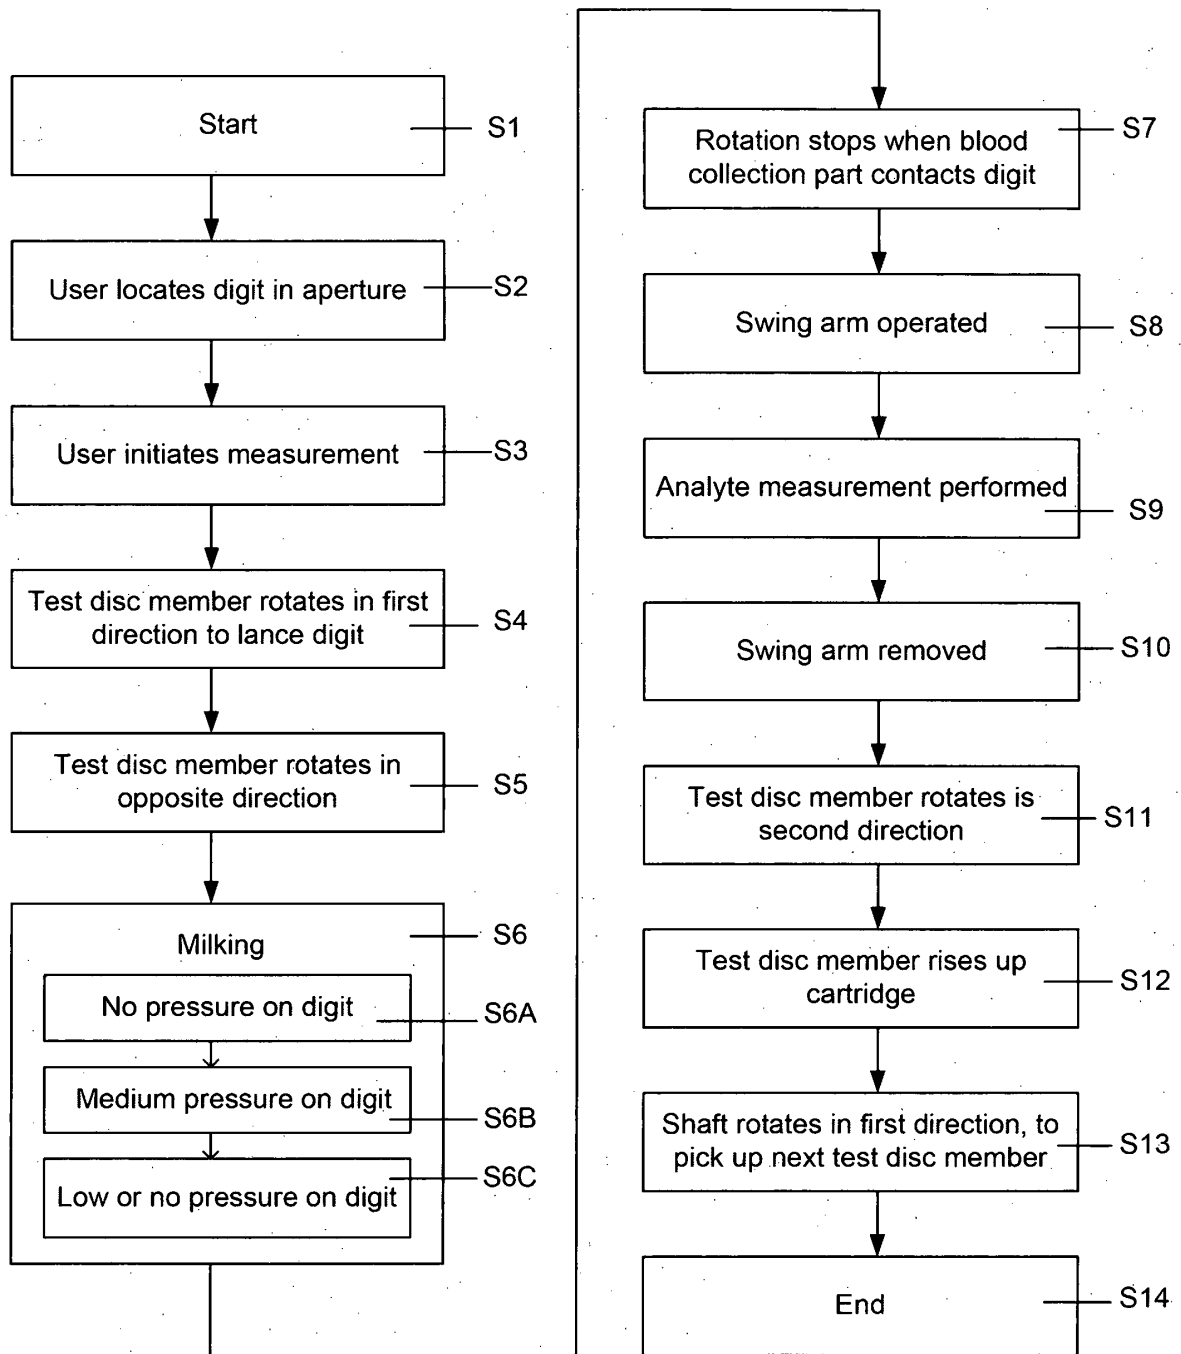 Start
S1
User locates digit in aperture
S2
User initiates measurement
S3
Test disc member rotates in first
direction to lance digit
S4
Test disc member rotates in
opposite direction
S5
Milking
S6
No pressure on digit
S6A
Medium pressure on digit
S6B
Low or no pressure on digit
S6C
Rotation stops when blood
collection part contacts digit
S7
Swing arm operated
S8
Analyte measurement performed
S9
Swing arm removed
S10
Test disc member rotates is
second direction
S11
Test disc member rises up
cartridge
S12
Shaft rotates in first direction, to
pick up next test disc member
S13
End
S14